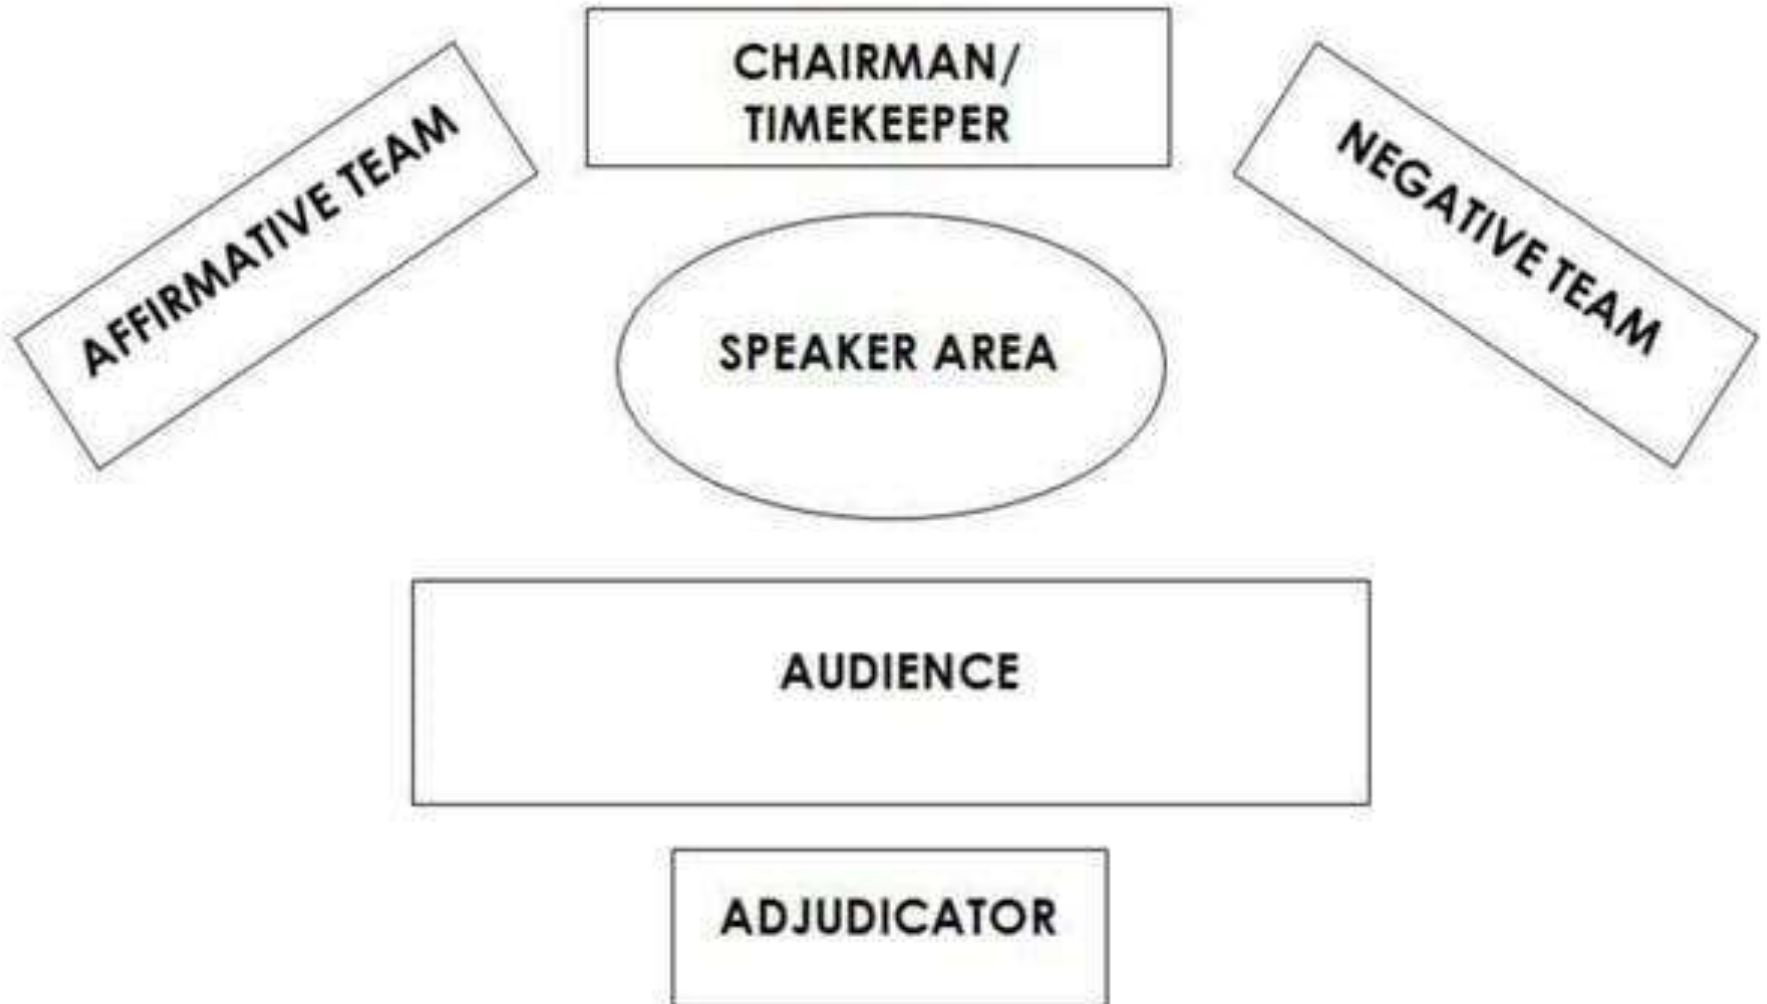 CHAIRMAN/
TIMEKEEPER
AFFIRMATIVE TEAM
NEGATIVE TEAM
SPEAKER AREA
AUDIENCE
ADJUDICATOR